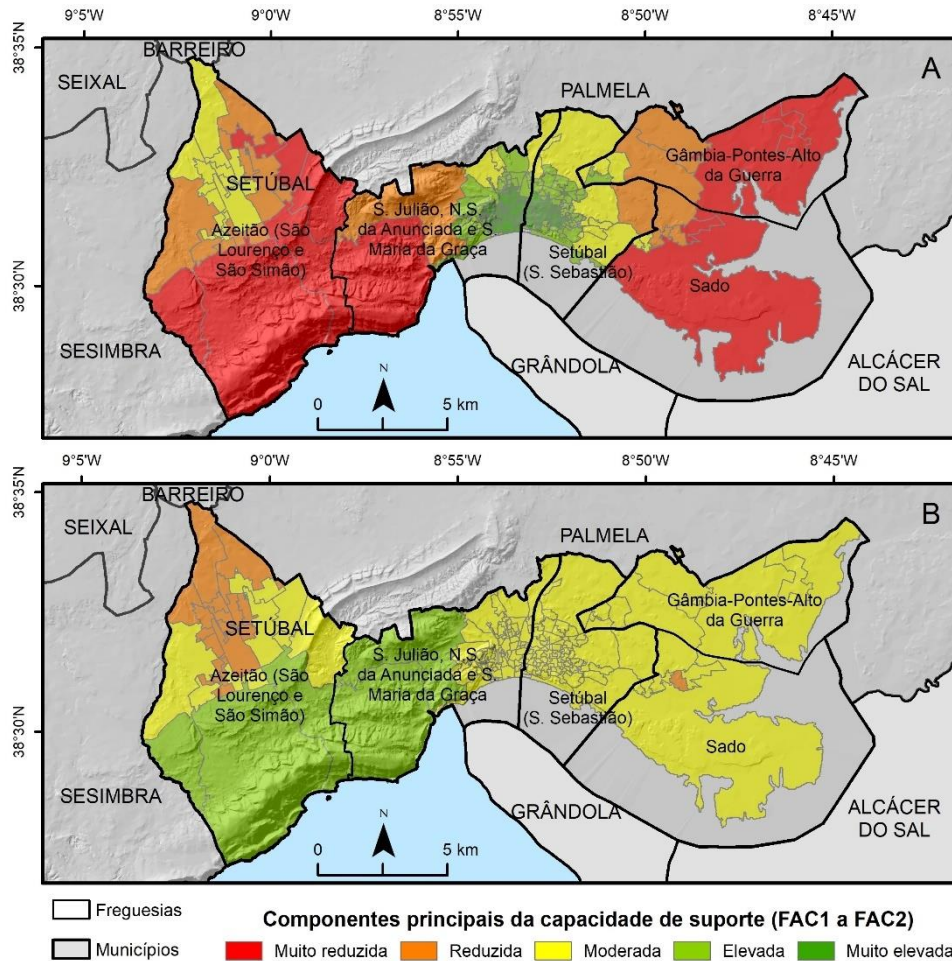 9°5'W 9°0'W 8°55'W 8°50'W 8°45'W
38°35'N
BARREIRO
A
SEIXAL
PALMELA
Gâmbia-Pontes-Alto
da Guerra
SETÚBAL
S. Julião, N.S.
da Anunciada e S.
Maria da Graça
Azeitão (São
Lourenço e
São Simão)
Setúbal
(S. Sebastião)
38°30'N
Sado
SESIMBRA
GRÂNDOLA
ALCÁCER
DO SAL
N
0 5 km
9°5'W 9°0'W 8°55'W 8°50'W 8°45'W
38°35'N
BARREIRO
B
SEIXAL
PALMELA
Gâmbia-Pontes-Alto
da Guerra
SETÚBAL
S. Julião, N.S.
da Anunciada e S.
Maria da Graça
Azeitão (São
Lourenço e
São Simão)
Setúbal
(S. Sebastião)
38°30'N
Sado
SESIMBRA
GRÂNDOLA
ALCÁCER
DO SAL
N
0 5 km
Freguesias
Municípios
Componentes principais da capacidade de suporte (FAC1 a FAC2)
Muito reduzida Reduzida Moderada Elevada Muito elevada